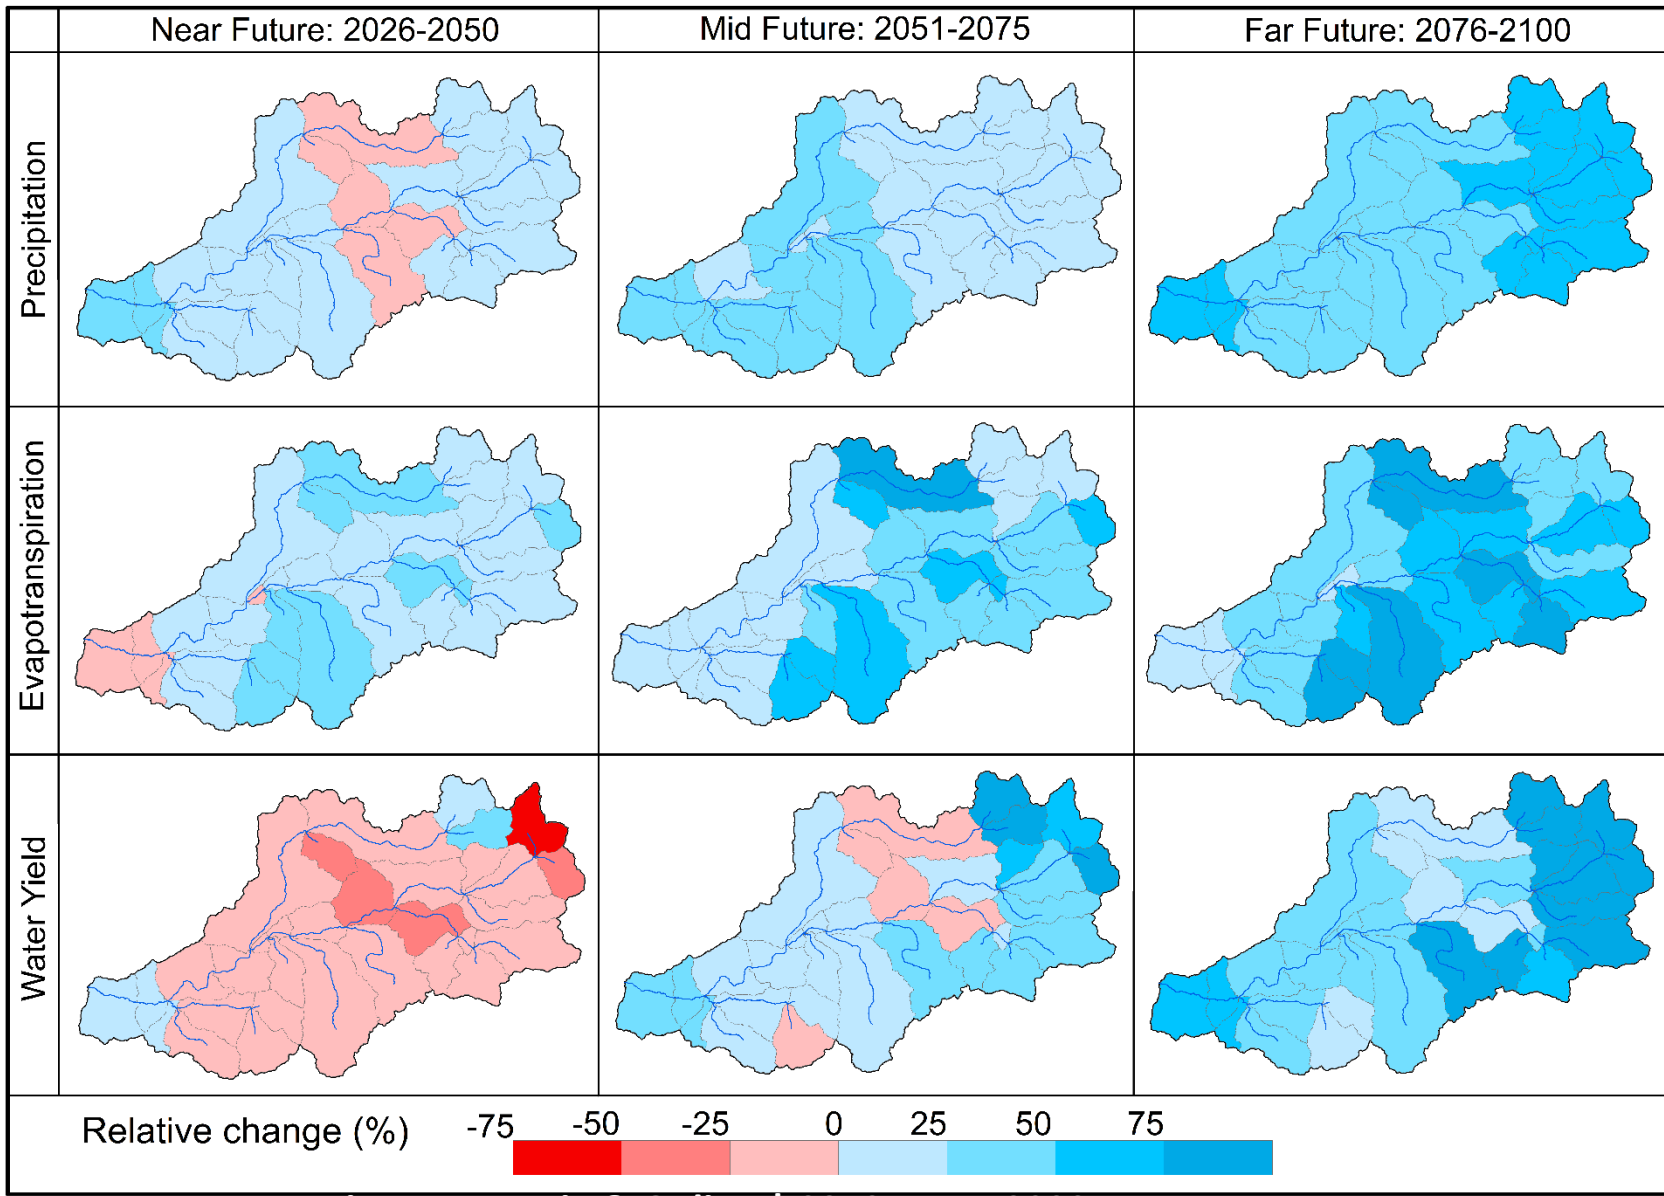 Near Future: 2026-2050
Mid Future: 2051-2075
Far Future: 2076-2100
Precipitation
Evapotranspiration
Water Yield
Relative change (%)
-75 -50 -25 0 25 50 75